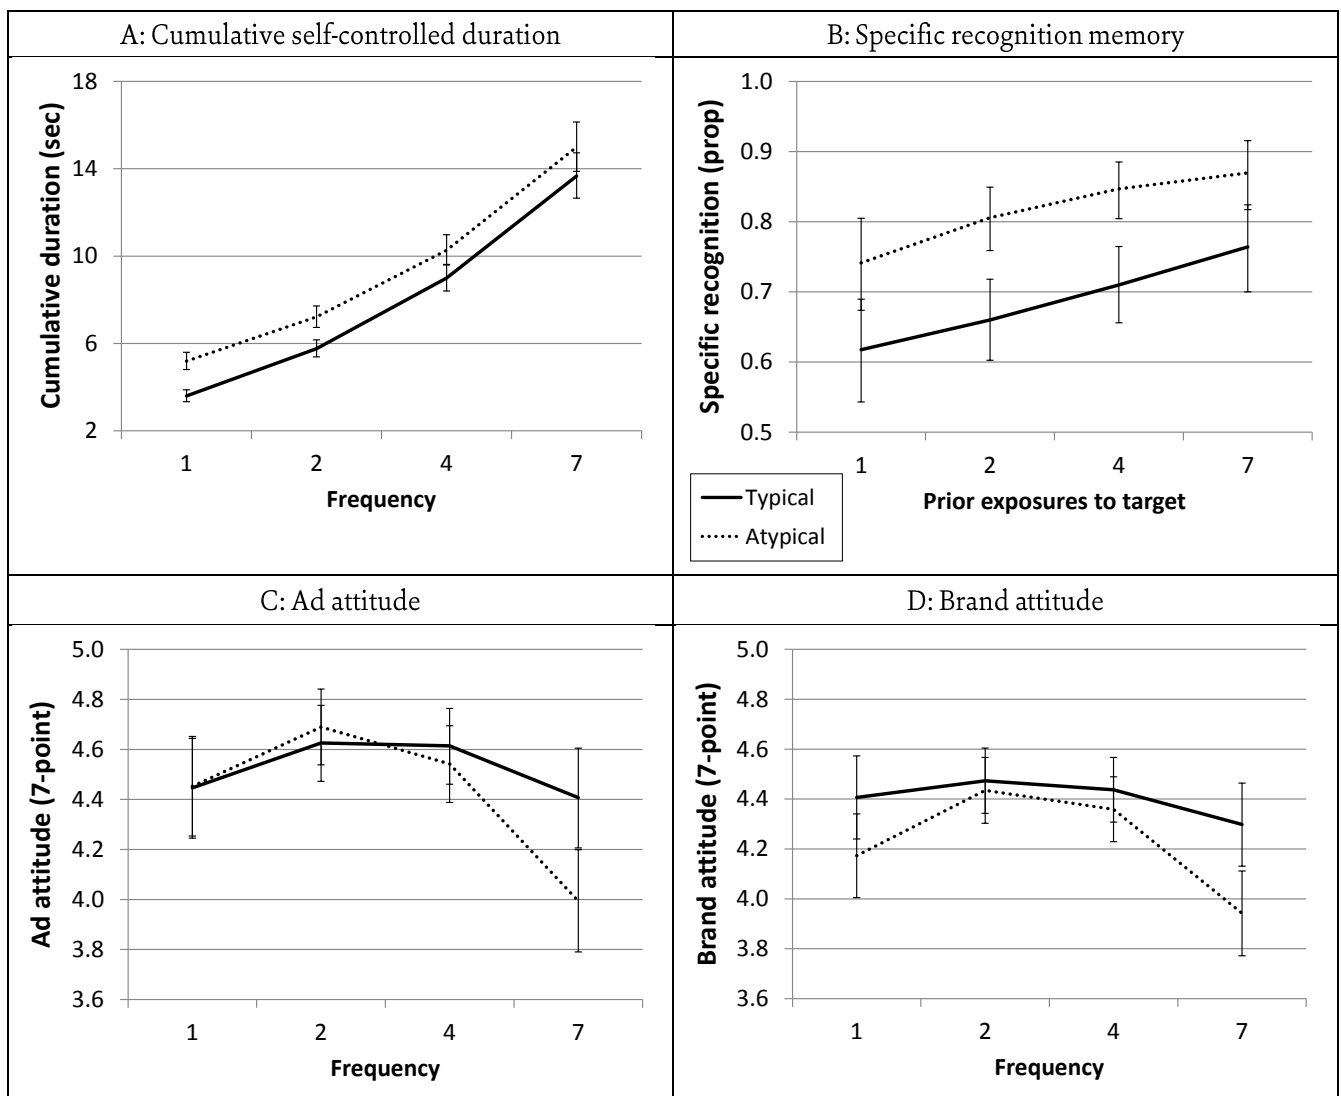 A: Cumulative self-controlled duration
B: Specific recognition memory
Cumulative duration (sec)
18
14
10
6
2
1 2 4 7
Frequency
Specific recognition (prop)
1.0
0.9
0.8
0.7
0.6
0.5
1 2 4 7
Prior exposures to target
Typical
Atypical
C: Ad attitude
D: Brand attitude
Ad attitude (7-point)
5.0
4.8
4.6
4.4
4.2
4.0
3.8
3.6
1 2 4 7
Frequency
Brand attitude (7-point)
5.0
4.8
4.6
4.4
4.2
4.0
3.8
3.6
1 2 4 7
Frequency